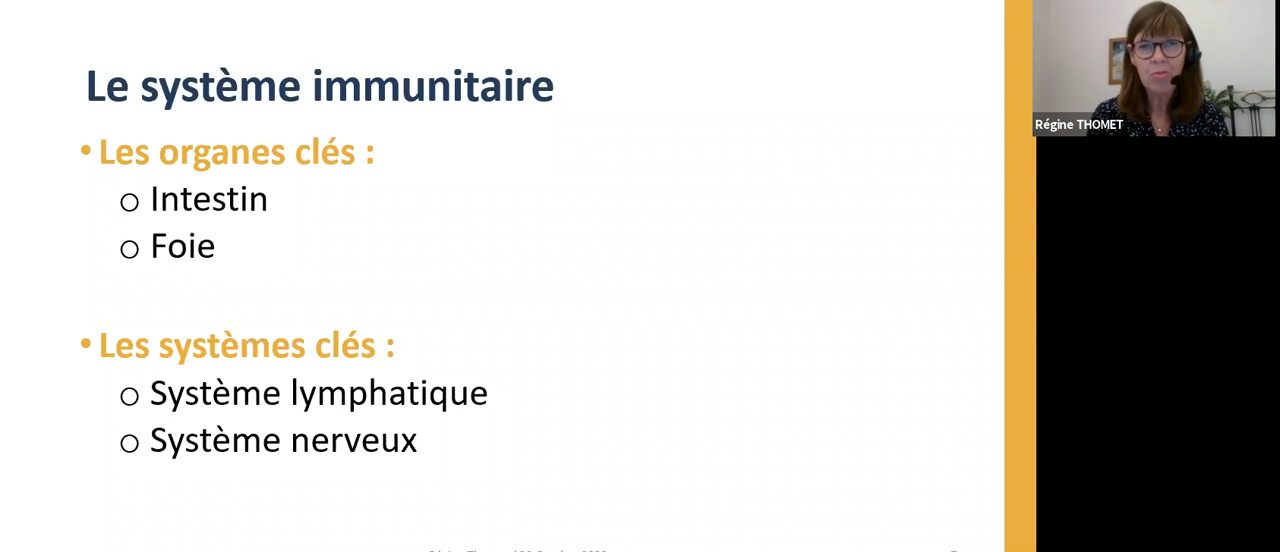 Le système immunitaire
• Les organes clés :
o Intestin
o Foie
• Les systèmes clés :
o Système lymphatique
o Système nerveux
Régine THOMET